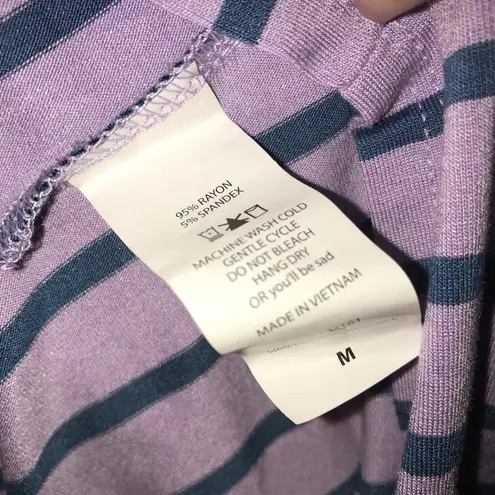 95% RAYON
5% SPANDEX
MACHINE WASH COLD
GENTLE CYCLE
DO NOT BLEACH
HANG DRY
OR you'll be sad
MADE IN VIETNAM
M